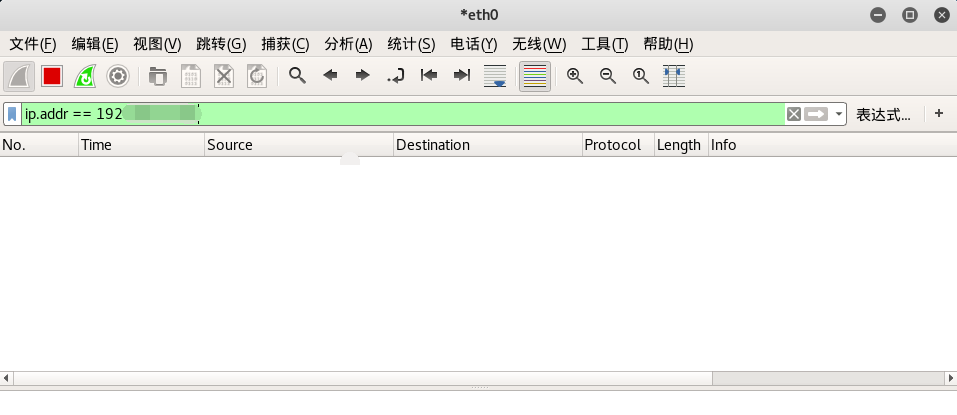 *eth0
文件(F) 编辑(E) 视图(V) 跳转(G) 捕获(C) 分析(A) 统计(S) 电话(Y) 无线(W) 工具(T) 帮助(H)
ip.addr == 192 表达式... +
No. Time Source Destination Protocol Length Info